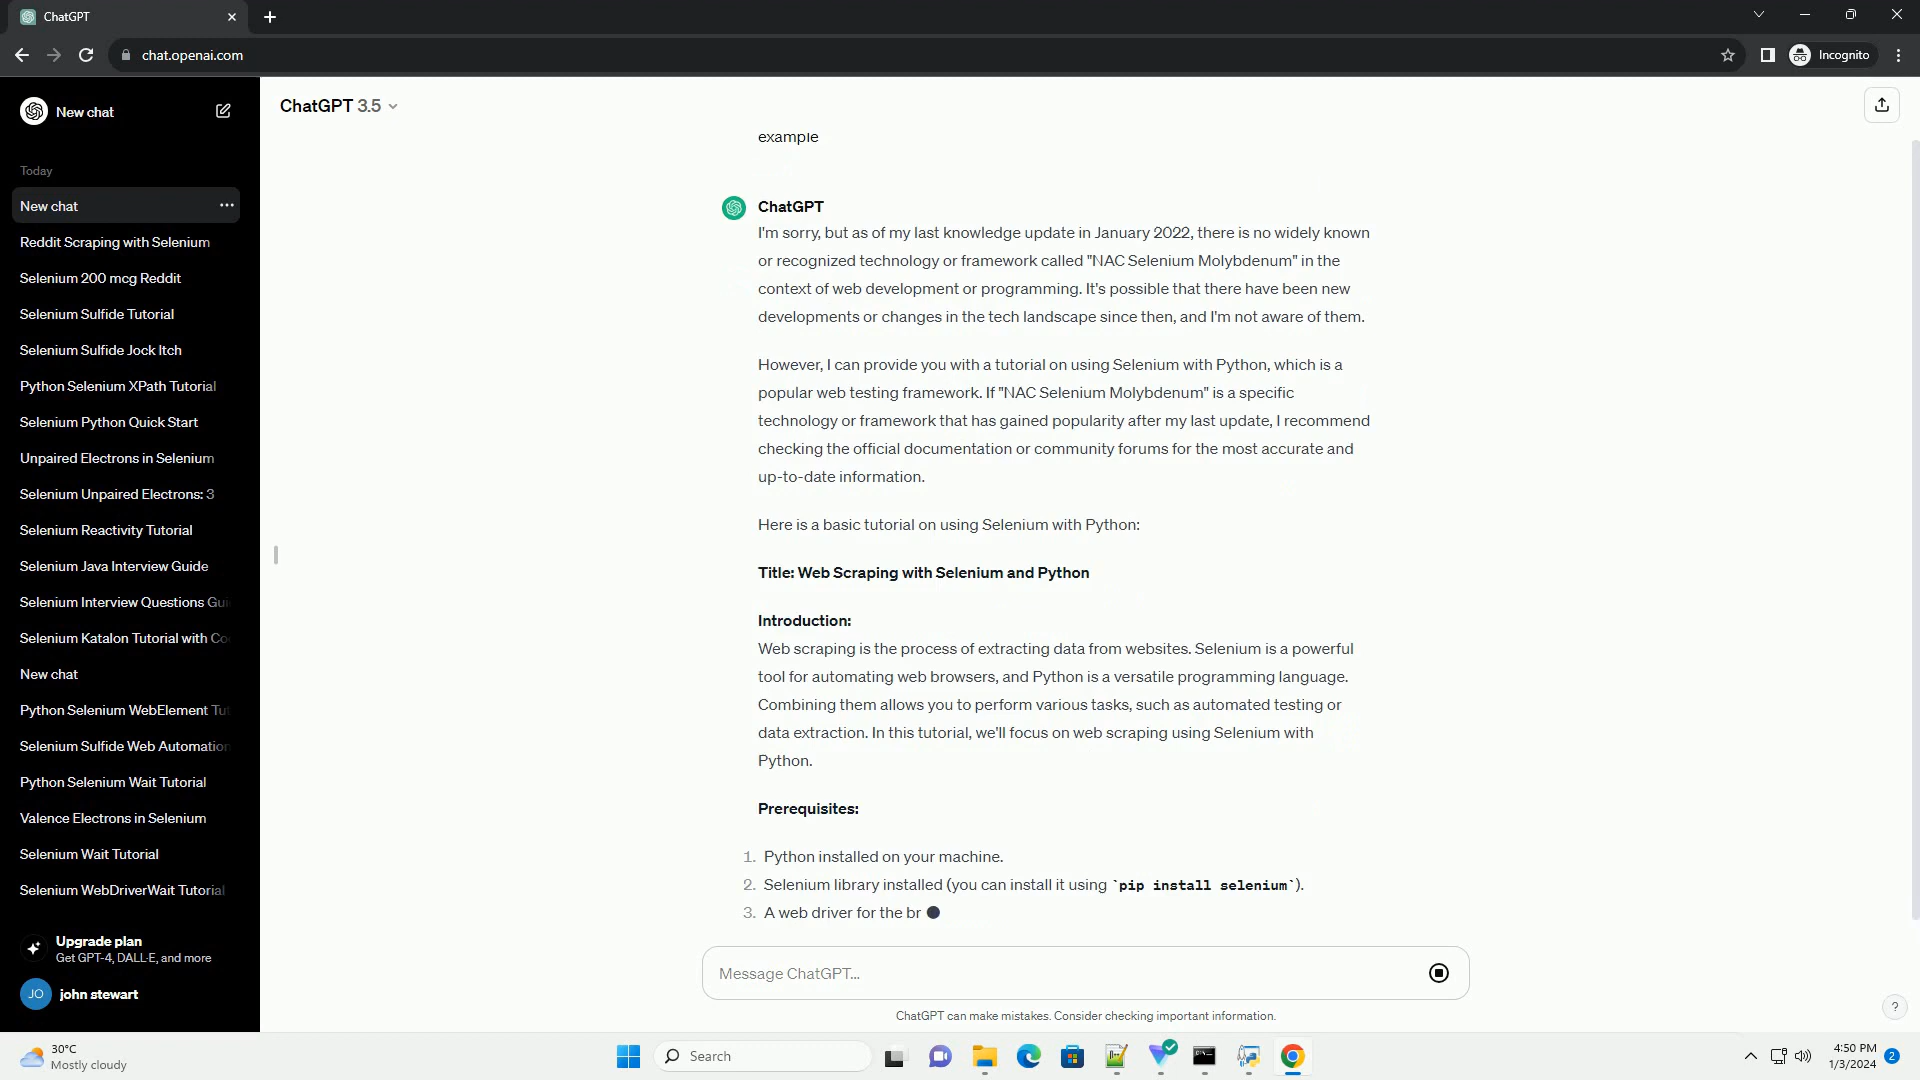 ChatGPT
chat.openai.com
Incognito
New chat
Today
New chat
Reddit Scraping with Selenium
Selenium 200 mcg Reddit
Selenium Sulfide Tutorial
Selenium Sulfide Jock Itch
Python Selenium XPath Tutorial
Selenium Python Quick Start
Unpaired Electrons in Selenium
Selenium Unpaired Electrons: 3
Selenium Reactivity Tutorial
Selenium Java Interview Guide
Selenium Interview Questions Gui
Selenium Katalon Tutorial with Co
New chat
Python Selenium WebElement Tut
Selenium Sulfide Web Automation
Python Selenium Wait Tutorial
Valence Electrons in Selenium
Selenium Wait Tutorial
Selenium WebDriverWait Tutorial
Upgrade plan
Get GPT-4, DALL·E, and more
JO john stewart
ChatGPT 3.5
example
ChatGPT
I'm sorry, but as of my last knowledge update in January 2022, there is no widely known
or recognized technology or framework called "NAC Selenium Molybdenum" in the
context of web development or programming. It's possible that there have been new
developments or changes in the tech landscape since then, and I'm not aware of them.
However, I can provide you with a tutorial on using Selenium with Python, which is a
popular web testing framework. If "NAC Selenium Molybdenum" is a specific
technology or framework that has gained popularity after my last update, I recommend
checking the official documentation or community forums for the most accurate and
up-to-date information.
Here is a basic tutorial on using Selenium with Python:
Title: Web Scraping with Selenium and Python
Introduction:
Web scraping is the process of extracting data from websites. Selenium is a powerful
tool for automating web browsers, and Python is a versatile programming language.
Combining them allows you to perform various tasks, such as automated testing or
data extraction. In this tutorial, we'll focus on web scraping using Selenium with
Python.
Prerequisites:
1. Python installed on your machine.
2. Selenium library installed (you can install it using `pip install selenium`).
3. A web driver for the br
Message ChatGPT...
ChatGPT can make mistakes. Consider checking important information.
?
30°C
Mostly cloudy
Search
4:50 PM
1/3/2024
2